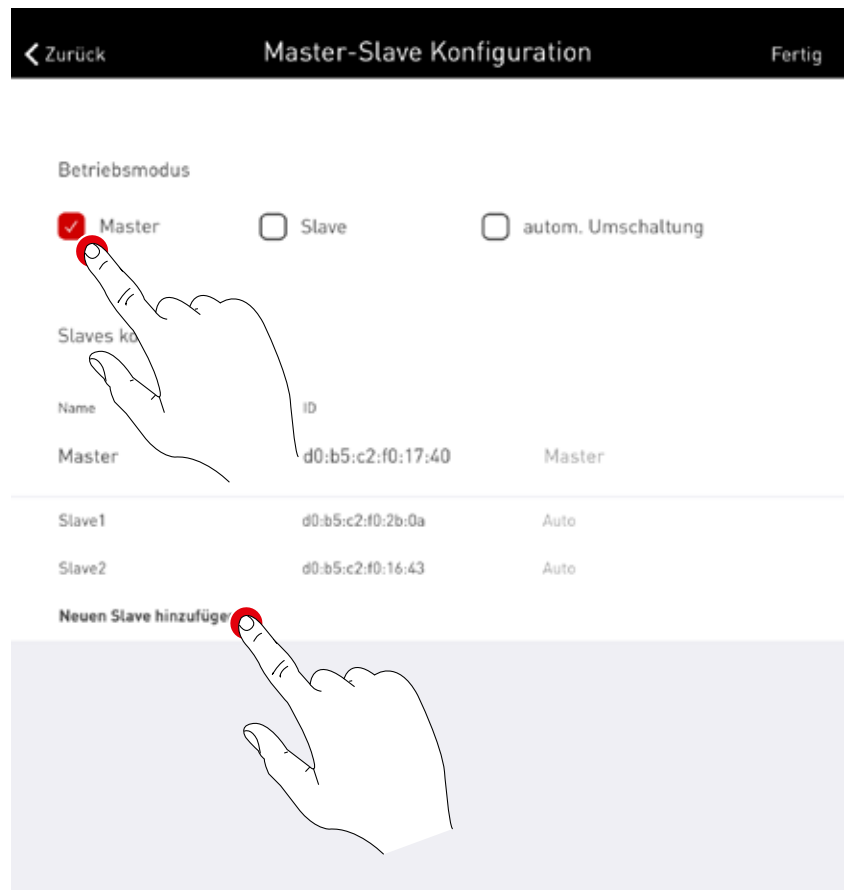 Zurück Master-Slave Konfiguration Fertig
Betriebsmodus
Master Slave autom. Umschaltung
Slaves
Name ID
Master d0:b5:c2:f0:17:40 Master
Slave1 d0:b5:c2:f0:2b:0a Auto
Slave2 d0:b5:c2:f0:16:43 Auto
Neuen Slave hinzufüge